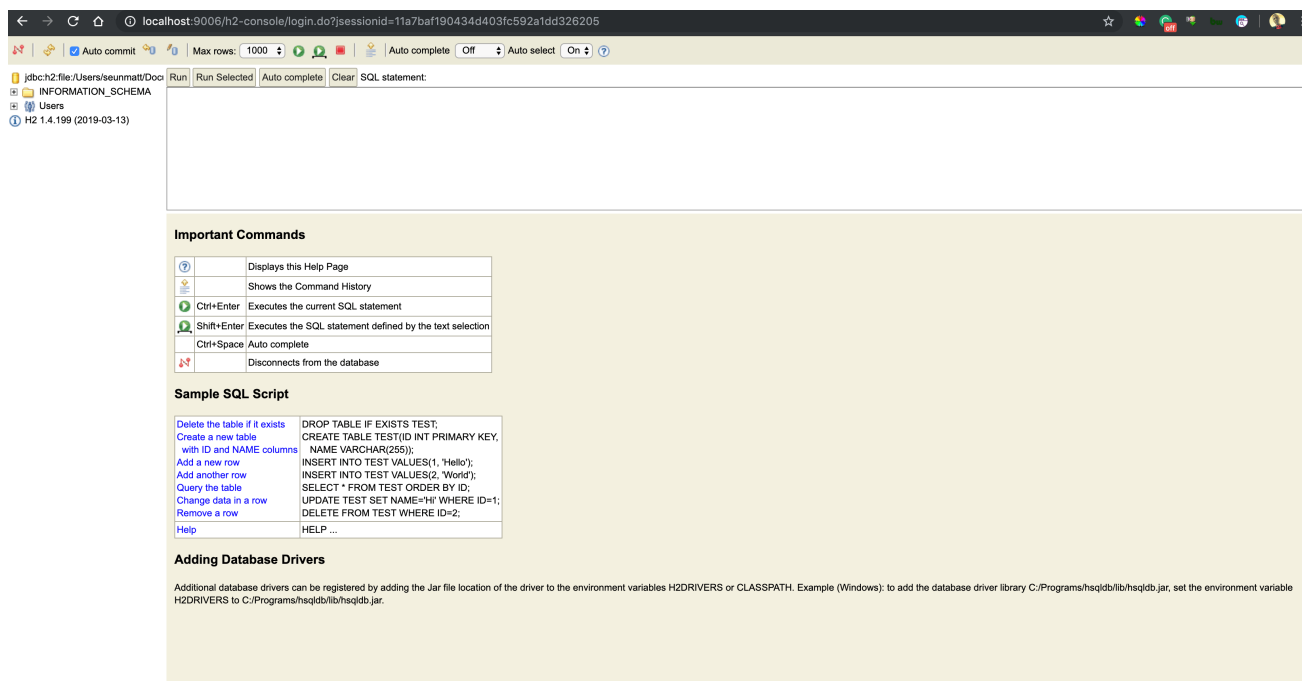 localhost:9006/h2-console/login.do?jsessionid=11a7baf190434d403fc592a1dd326205
off
Auto commit Max rows: 1000 Auto complete Off Auto select On
jdbc:h2:file:/Users/seunmatt/Docu
INFORMATION_SCHEMA
Users
H2 1.4.199 (2019-03-13)
Run Run Selected Auto complete Clear SQL statement:
Important Commands
Displays this Help Page
Shows the Command History
Ctrl+Enter Executes the current SQL statement
Shift+Enter Executes the SQL statement defined by the text selection
Ctrl+Space Auto complete
Disconnects from the database
Sample SQL Script
Delete the table if it exists DROP TABLE IF EXISTS TEST;
Create a new table CREATE TABLE TEST(ID INT PRIMARY KEY,
with ID and NAME columns NAME VARCHAR(255));
Add a new row INSERT INTO TEST VALUES(1, 'Hello');
Add another row INSERT INTO TEST VALUES(2, 'World');
Query the table SELECT * FROM TEST ORDER BY ID;
Change data in a row UPDATE TEST SET NAME='Hi' WHERE ID=1;
Remove a row DELETE FROM TEST WHERE ID=2;
Help HELP ...
Adding Database Drivers
Additional database drivers can be registered by adding the Jar file location of the driver to the environment variables H2DRIVERS or CLASSPATH. Example (Windows): to add the database driver library C:/Programs/hsqldb/lib/hsqldb.jar, set the environment variable
H2DRIVERS to C:/Programs/hsqldb/lib/hsqldb.jar.